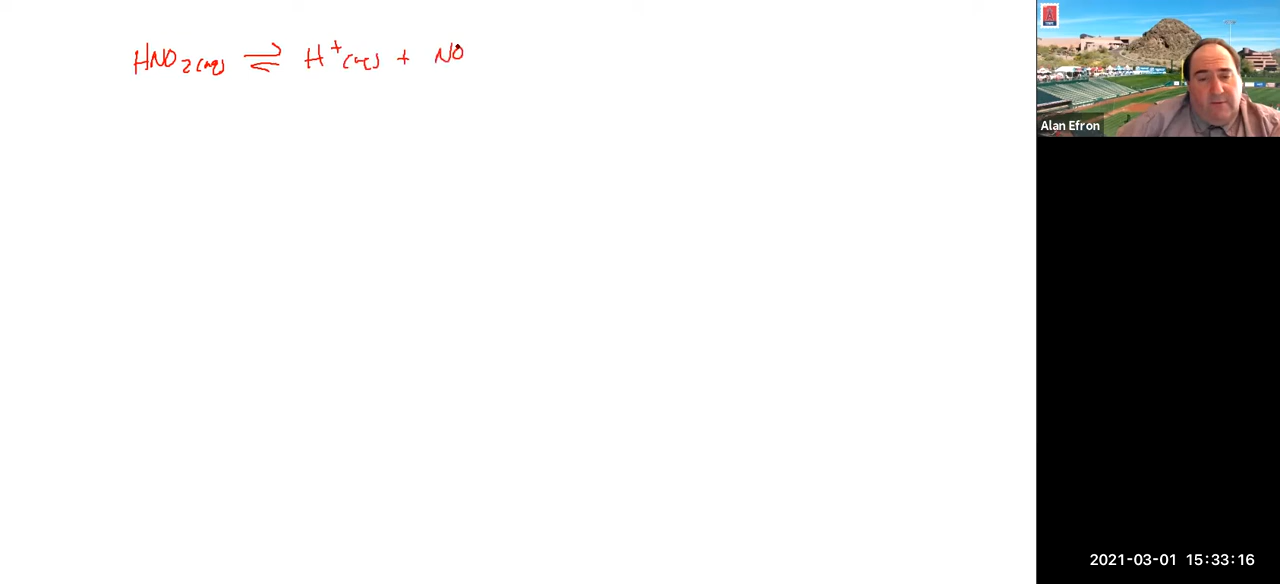 HNO₂(aq) ⇌ H⁺(aq) + NO
Alan Efron
2021-03-01 15:33:16